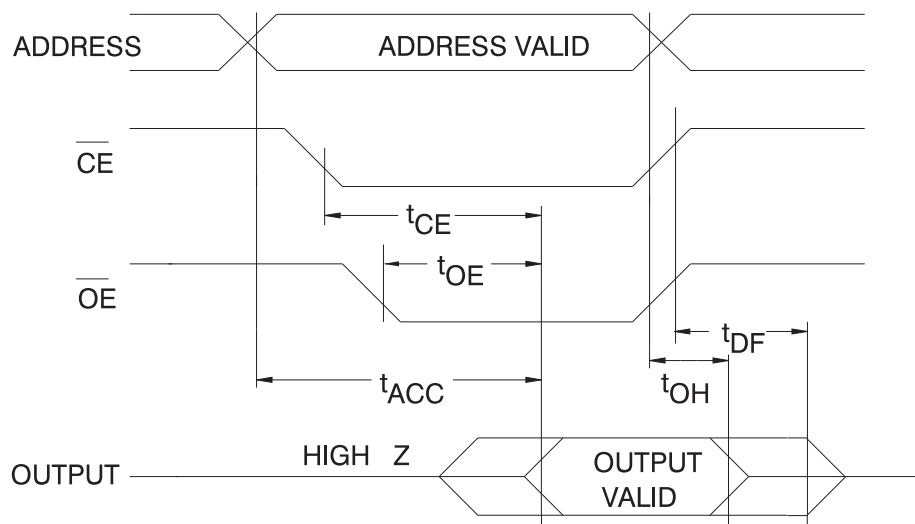 ADDRESS
ADDRESS VALID
CE
tCE
tOE
OE
tDF
tACC
tOH
HIGH Z
OUTPUT
OUTPUT
VALID